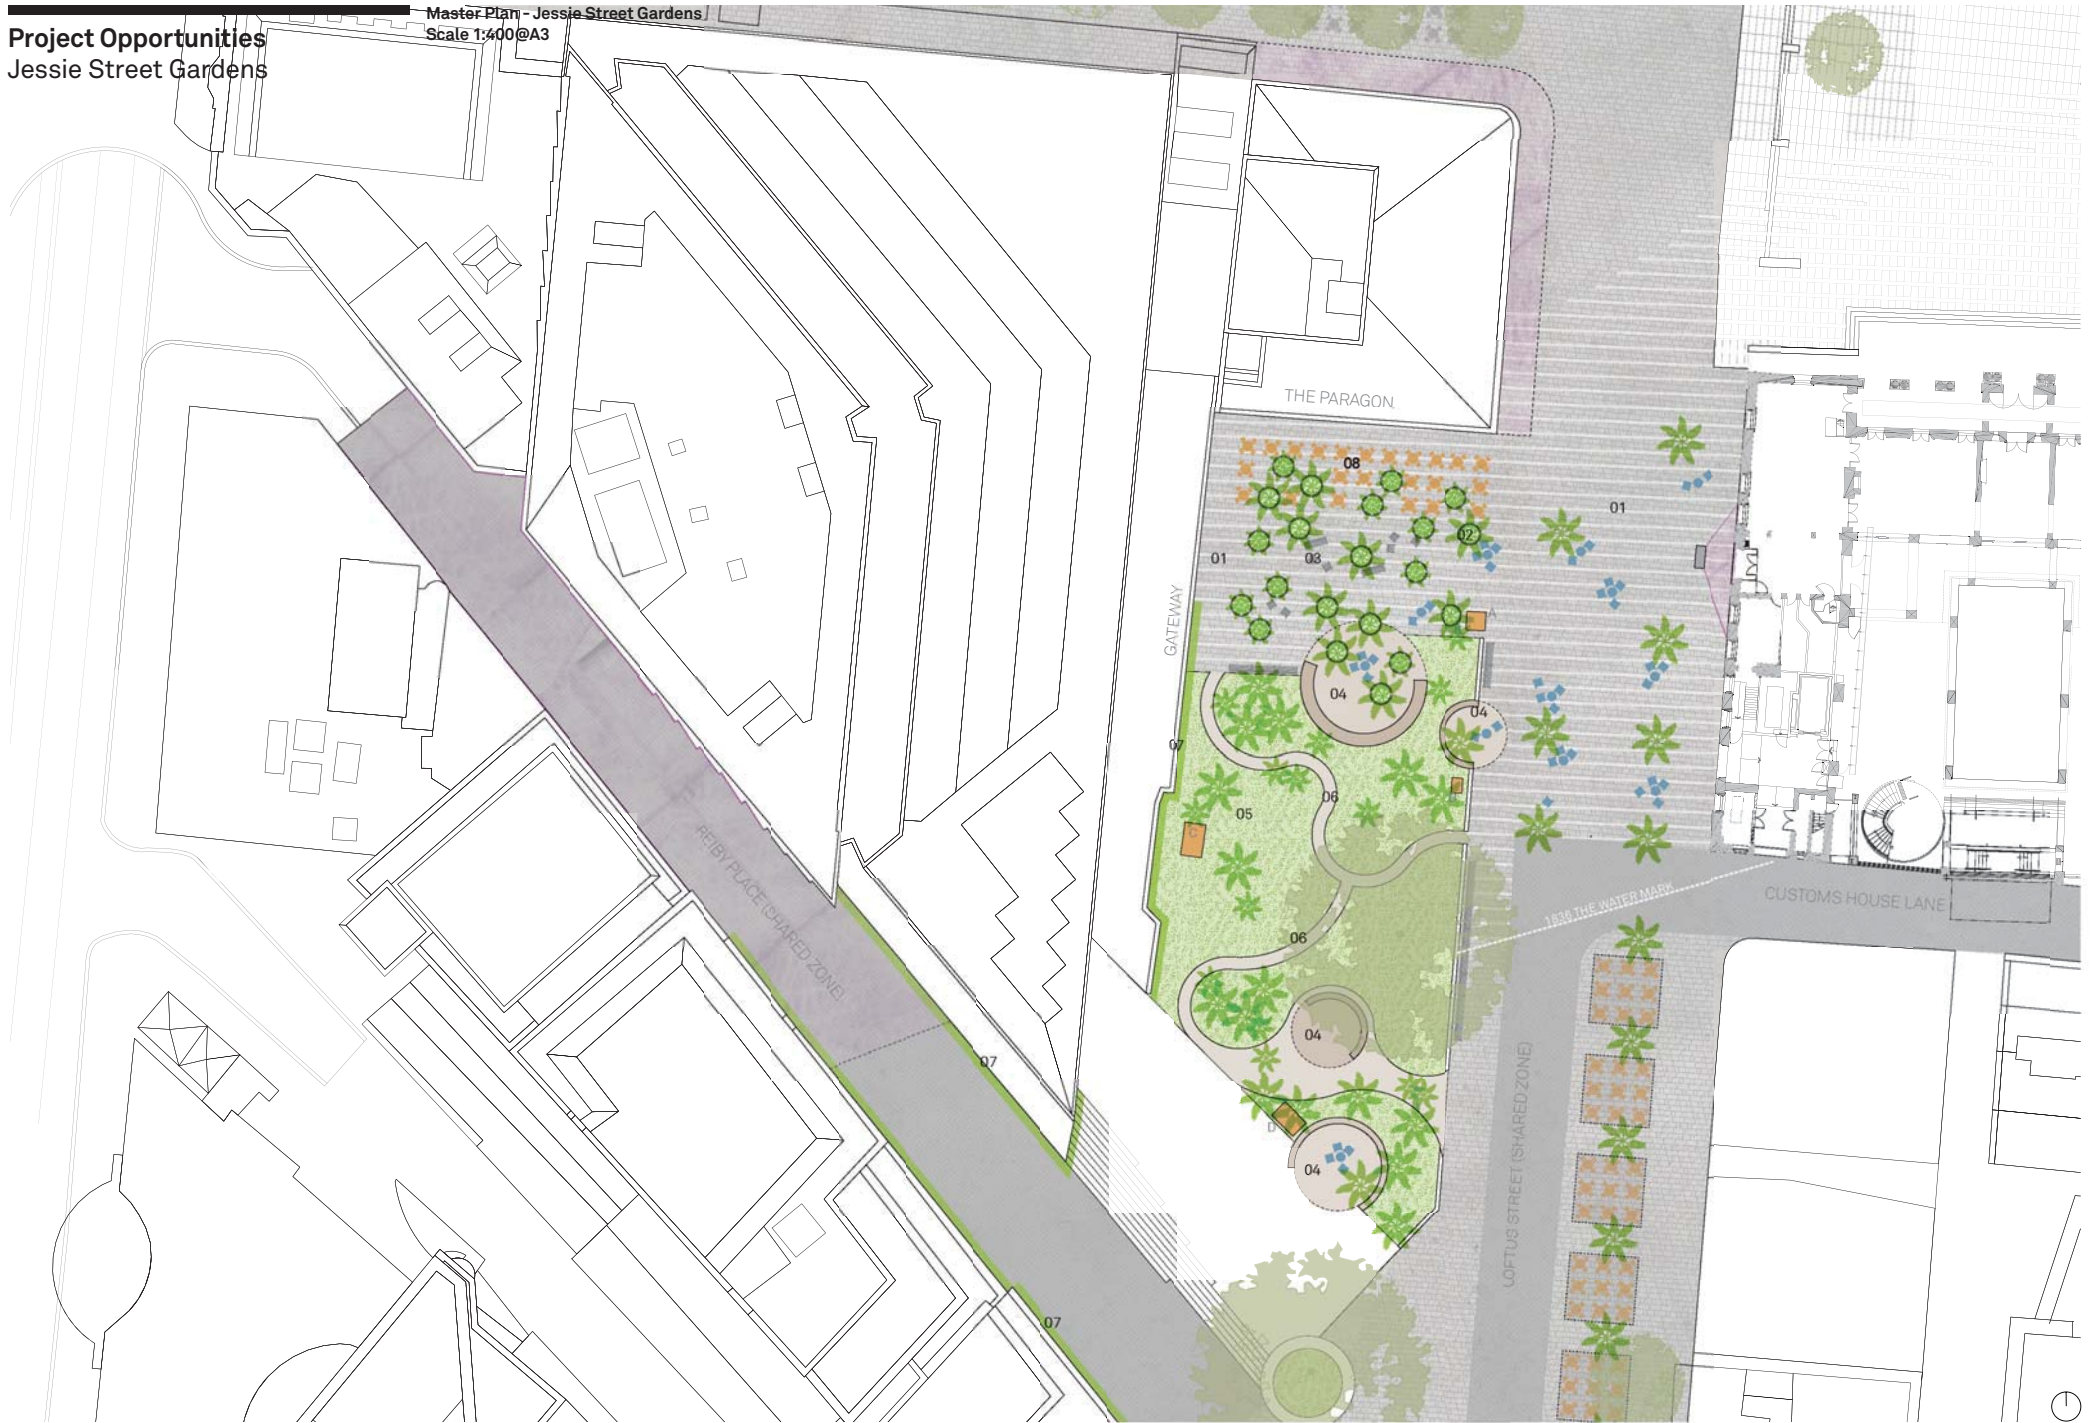 Project Opportunities
Jessie Street Gardens
Master Plan - Jessie Street Gardens
Scale 1:400@A3
THE PARAGON
08
01
02
01
03
A
GATEWAY
04
04
07
06
05
C
REIBY PLACE (SHARED ZONE)
1836 THE WATER MARK
CUSTOMS HOUSE LANE
06
04
07
D
04
LOFTUS STREET (SHARED ZONE)
07